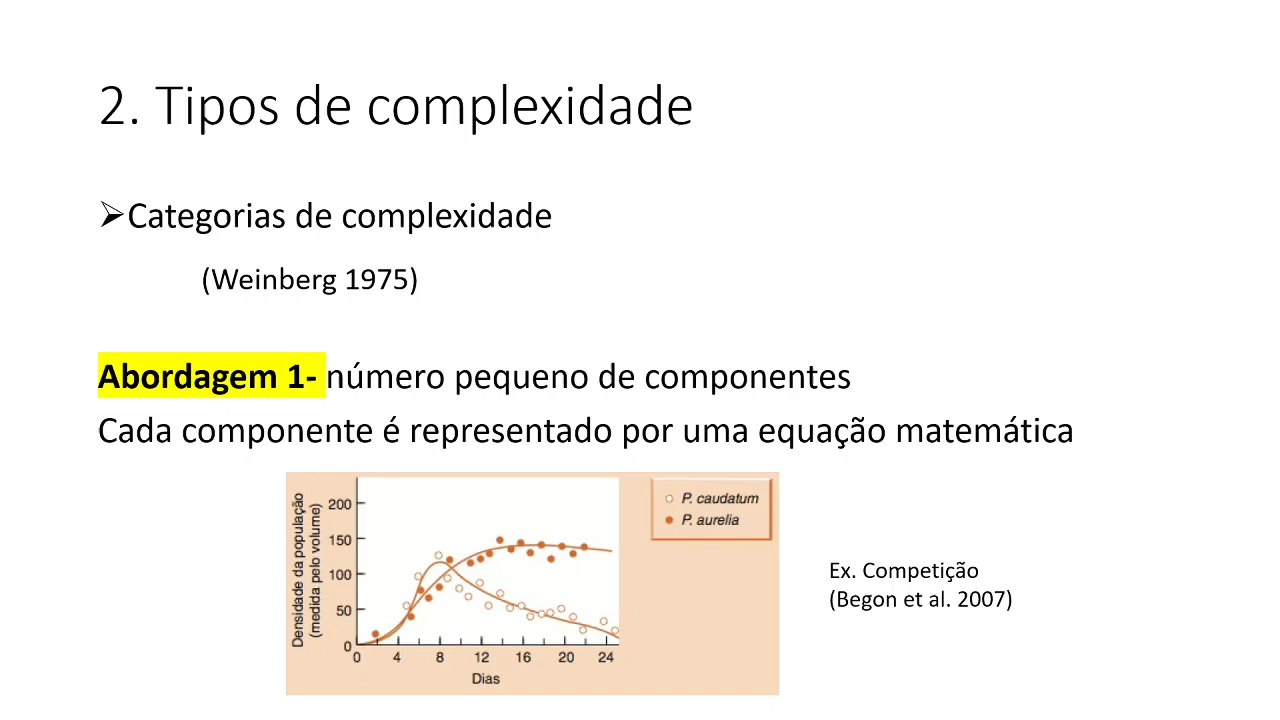 2. Tipos de complexidade
➢Categorias de complexidade
(Weinberg 1975)
Abordagem 1- número pequeno de componentes
Cada componente é representado por uma equação matemática
Densidade da população
(medida pelo volume)
200
150
100
50
0
0 4 8 12 16 20 24
Dias
P. caudatum
P. aurelia
Ex. Competição
(Begon et al. 2007)